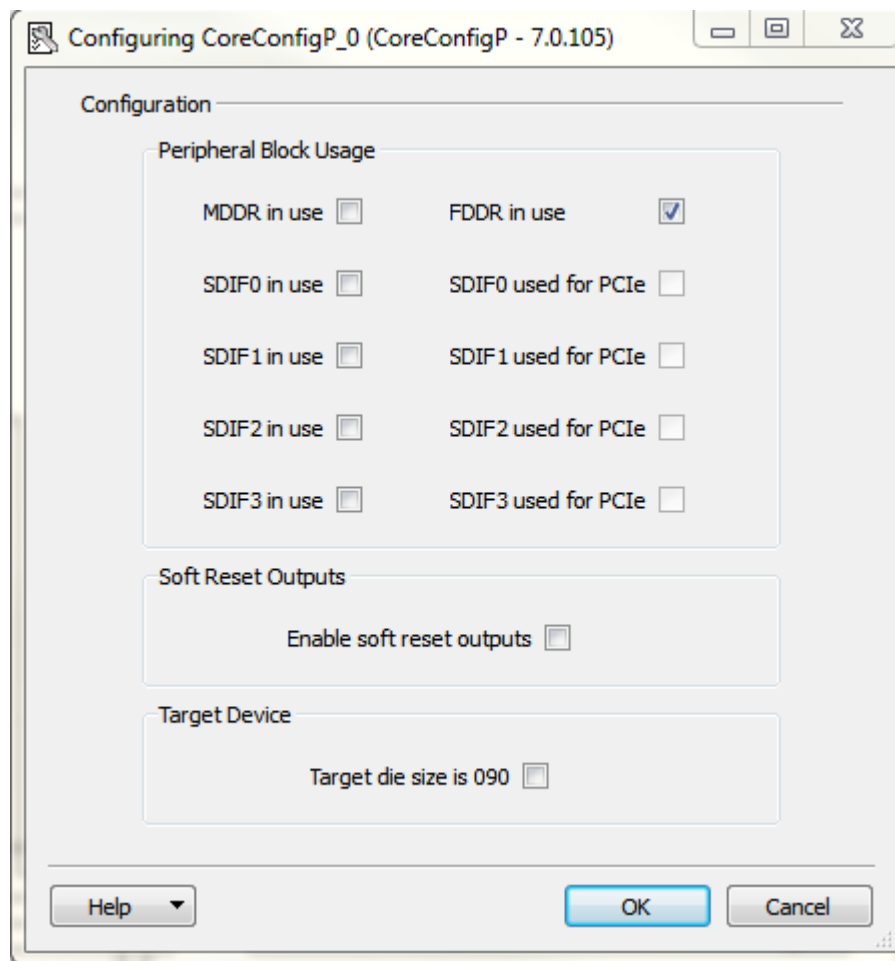 Configuring CoreConfigP_0 (CoreConfigP - 7.0.105)
Configuration
Peripheral Block Usage
MDDR in use FDDR in use
SDIF0 in use SDIF0 used for PCIe
SDIF1 in use SDIF1 used for PCIe
SDIF2 in use SDIF2 used for PCIe
SDIF3 in use SDIF3 used for PCIe
Soft Reset Outputs
Enable soft reset outputs
Target Device
Target die size is 090
Help OK Cancel